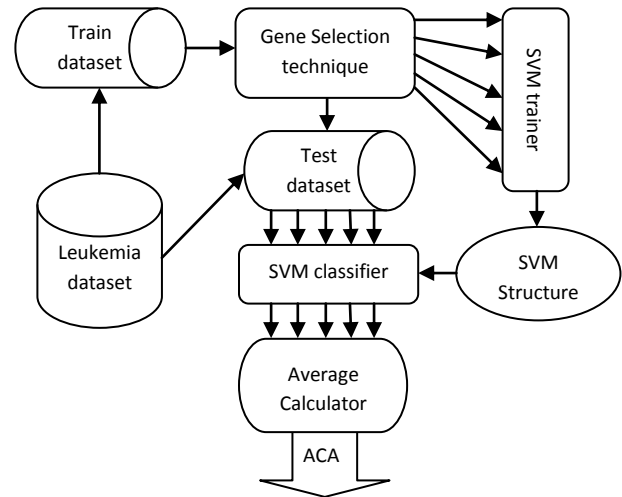 Train
dataset
Gene Selection
technique
SVM trainer
Test
dataset
Leukemia
dataset
SVM classifier
SVM
Structure
Average
Calculator
ACA